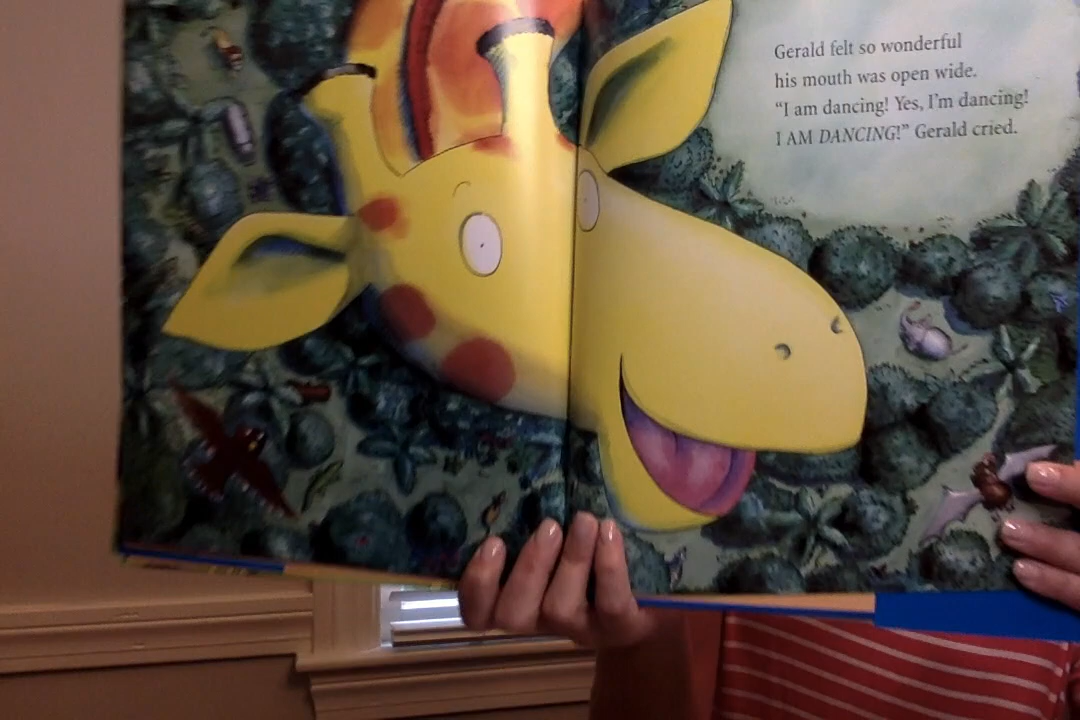 Gerald felt so wonderful
his mouth was open wide.
“I am dancing! Yes, I’m dancing!
I AM DANCING!” Gerald cried.